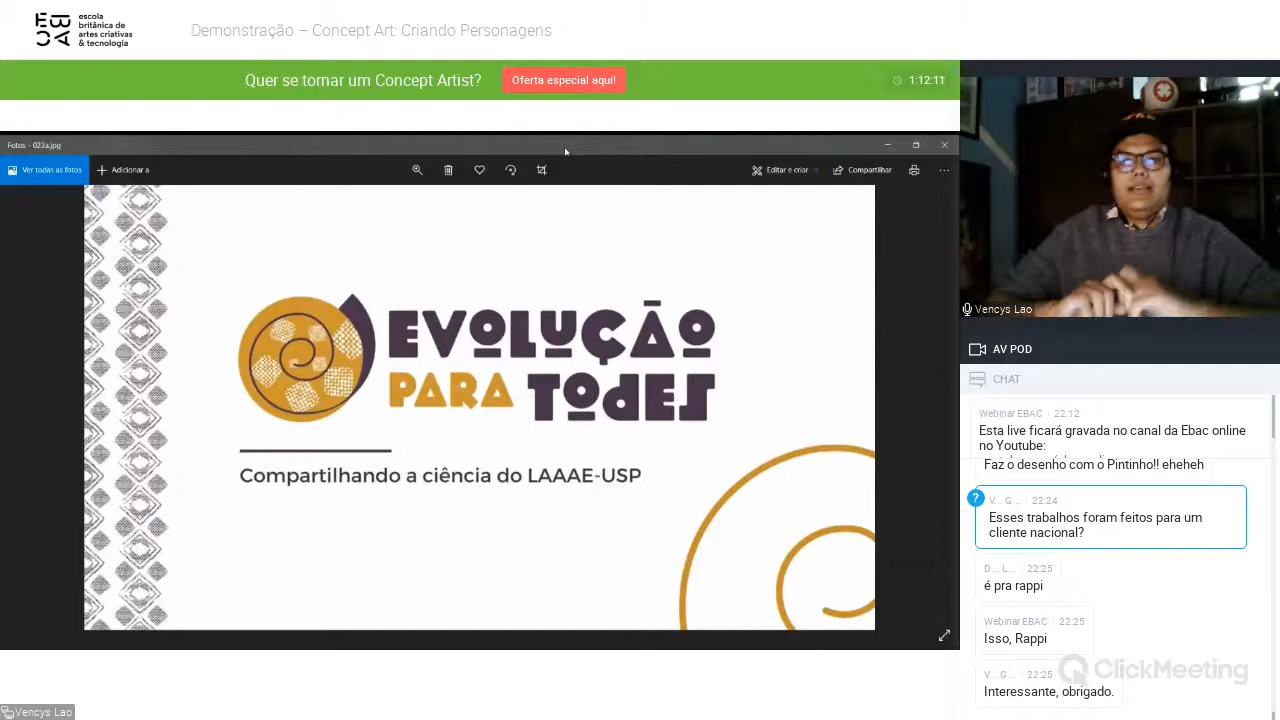 EBAC
escola
britânica de
artes criativas
& tecnologia
Demonstração – Concept Art: Criando Personagens
Quer se tornar um Concept Artist?
Oferta especial aqui!
1:12:11
Fotos - 023a.jpg
Ver todas as fotos
Adicionar a
Editar e criar
Compartilhar
EVOLUÇÃO
PARA TODES
Compartilhando a ciência do LAAAE-USP
Vencys Lao
Vencys Lao
AV POD
CHAT
Webinar EBAC 22:12
Esta live ficará gravada no canal da Ebac online
no Youtube:
Faz o desenho com o Pintinho!! eheheh
?
V... G... 22:24
Esses trabalhos foram feitos para um
cliente nacional?
D... L... 22:25
é pra rappi
Webinar EBAC 22:25
Isso, Rappi
V... G... 22:25
Interessante, obrigado.
ClickMeeting